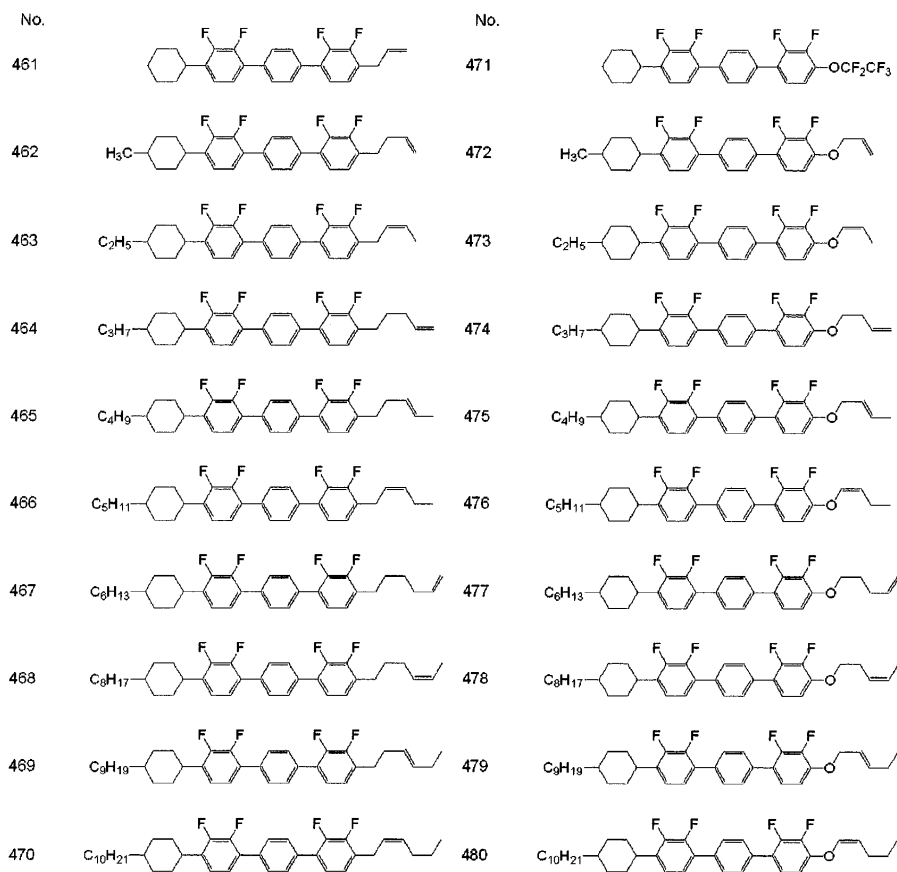 No.
461 F F F F
462 H3C F F F F
463 C2H5 F F F F
464 C3H7 F F F F
465 C4H9 F F F F
466 C5H11 F F F F
467 C6H13 F F F F
468 C8H17 F F F F
469 C9H19 F F F F
470 C10H21 F F F F
No.
471 F F F F OCF2CF3
472 H3C F F F F O
473 C2H5 F F F F O
474 C3H7 F F F F O
475 C4H9 F F F F O
476 C5H11 F F F F O
477 C6H13 F F F F O
478 C8H17 F F F F O
479 C9H19 F F F F O
480 C10H21 F F F F O